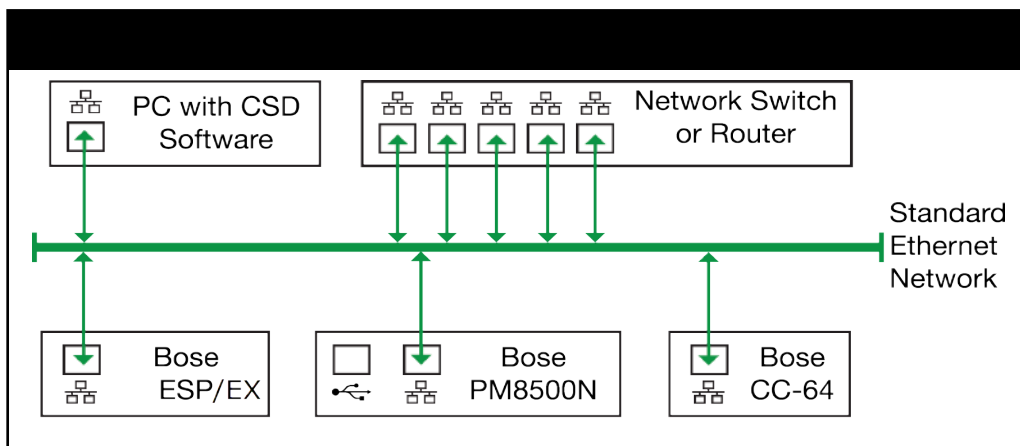 PC with CSD
Software
Network Switch
or Router
Standard
Ethernet
Network
Bose
ESP/EX
Bose
PM8500N
Bose
CC-64